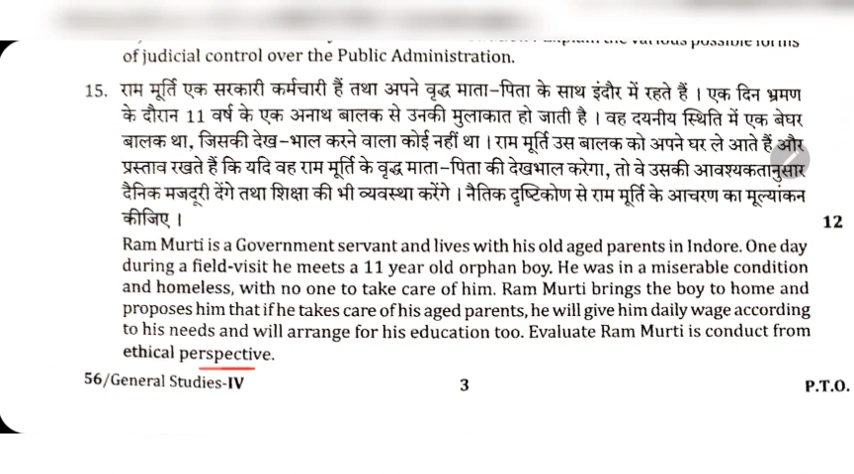 of judicial control over the Public Administration.
15. राम मूर्ति एक सरकारी कर्मचारी हैं तथा अपने वृद्ध माता-पिता के साथ इंदौर में रहते हैं । एक दिन भ्रमण
के दौरान 11 वर्ष के एक अनाथ बालक से उनकी मुलाकात हो जाती है । वह दयनीय स्थिति में एक बेघर
बालक था, जिसकी देख-भाल करने वाला कोई नहीं था । राम मूर्ति उस बालक को अपने घर ले आते हैं और
प्रस्ताव रखते हैं कि यदि वह राम मूर्ति के वृद्ध माता-पिता की देखभाल करेगा, तो वे उसकी आवश्यकतानुसार
दैनिक मजदूरी देंगे तथा शिक्षा की भी व्यवस्था करेंगे । नैतिक दृष्टिकोण से राम मूर्ति के आचरण का मूल्यांकन
कीजिए । 12
Ram Murti is a Government servant and lives with his old aged parents in Indore. One day
during a field-visit he meets a 11 year old orphan boy. He was in a miserable condition
and homeless, with no one to take care of him. Ram Murti brings the boy to home and
proposes him that if he takes care of his aged parents, he will give him daily wage according
to his needs and will arrange for his education too. Evaluate Ram Murti is conduct from
ethical perspective.
56/General Studies-IV 3 P.T.O.